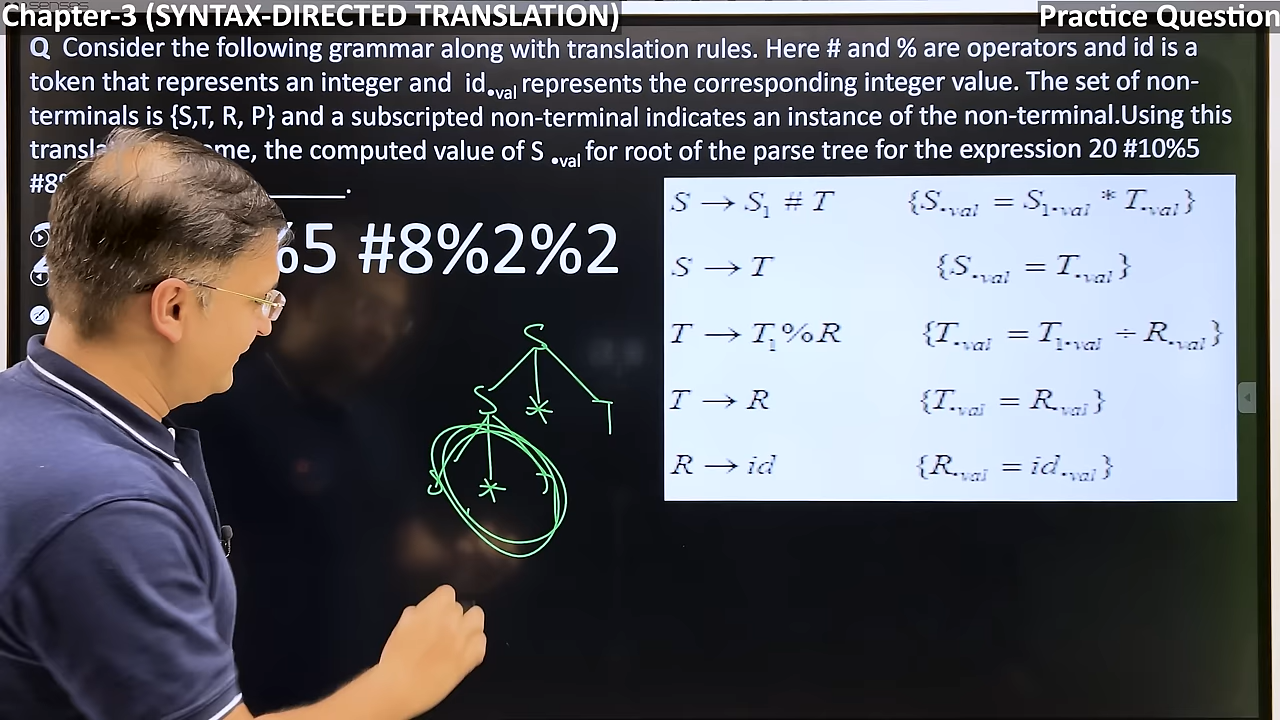 Chapter-3 (SYNTAX-DIRECTED TRANSLATION)
Practice Question
Q Consider the following grammar along with translation rules. Here # and % are operators and id is a
token that represents an integer and id.val represents the corresponding integer value. The set of non-
terminals is {S,T, R, P} and a subscripted non-terminal indicates an instance of the non-terminal.Using this
the computed value of S .val for root of the parse tree for the expression 20 #10%5
.
%5 #8%2%2
S → S1 # T {S.val = S1.val * T.val}
S → T {S.val = T.val}
T → T1%R {T.val = T1.val ÷ R.val}
T → R {T.val = R.val}
R → id {R.val = id.val}
S
S * T
S *